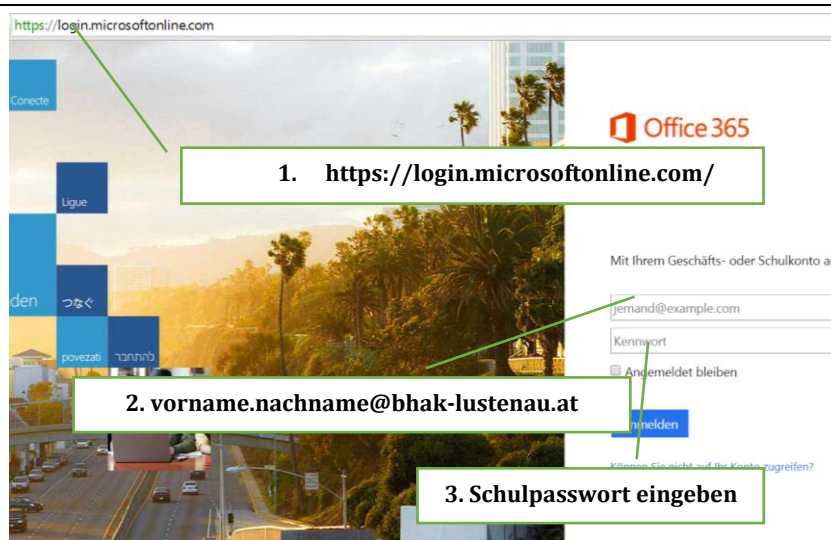 https://login.microsoftonline.com
Conecte
Office 365
1. https://login.microsoftonline.com/
Ligue
Mit Ihrem Geschäfts- oder Schulkonto
den つなぐ
jemand@example.com
Kennwort
povezati להתחבר
Angemeldet bleiben
2. vorname.nachname@bhak-lustenau.at
nmelden
Können Sie nicht auf Ihr Konto zugreifen?
3. Schulpasswort eingeben